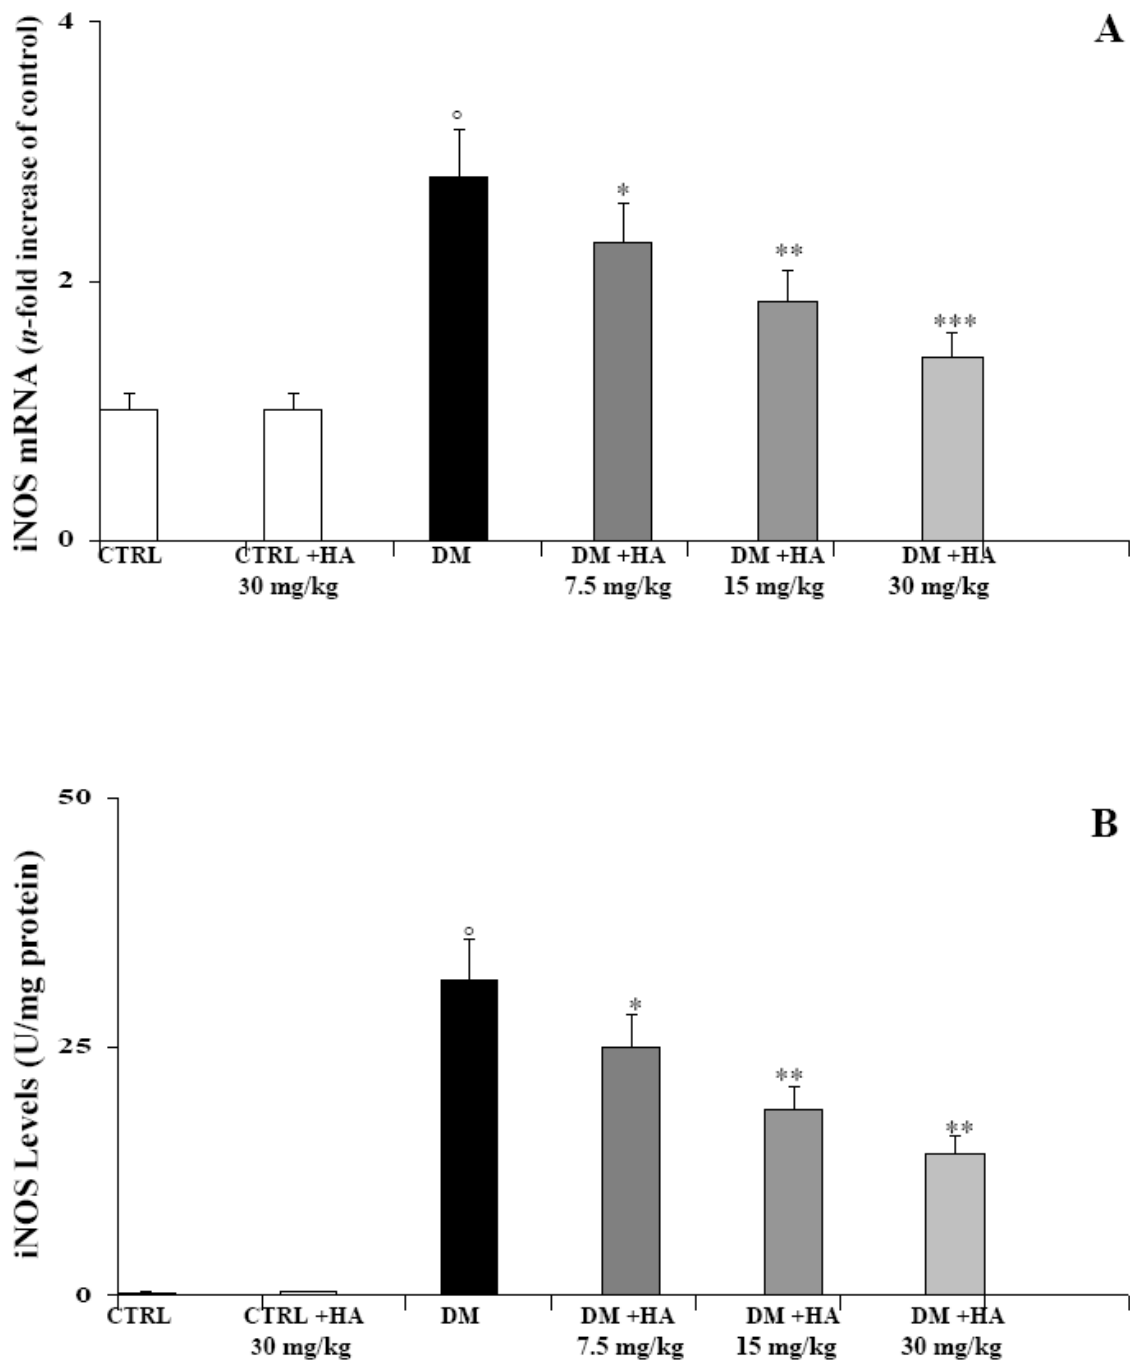 A
iNOS mRNA (n-fold increase of control)
4
2
0
°
*
**
***
CTRL
CTRL +HA
30 mg/kg
DM
DM +HA
7.5 mg/kg
DM +HA
15 mg/kg
DM +HA
30 mg/kg
B
iNOS Levels (U/mg protein)
50
25
0
°
*
**
**
CTRL
CTRL +HA
30 mg/kg
DM
DM +HA
7.5 mg/kg
DM +HA
15 mg/kg
DM +HA
30 mg/kg